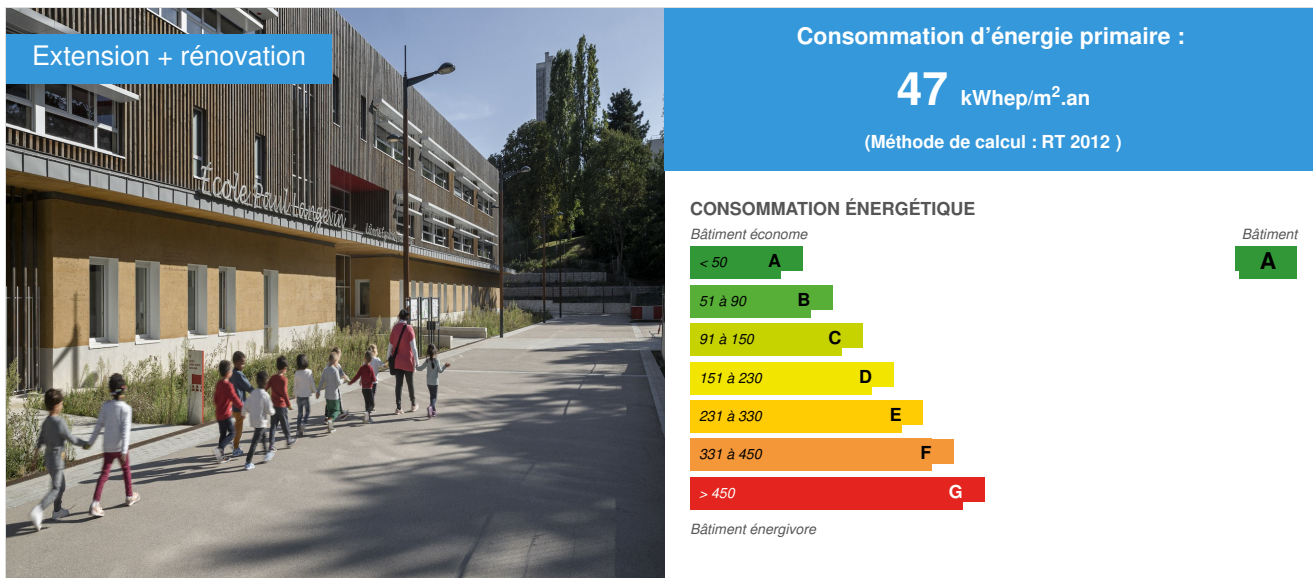 Extension + rénovation
École Paul Langevin
Consommation d'énergie primaire :
47 kWhep/m².an
(Méthode de calcul : RT 2012 )
CONSOMMATION ÉNERGÉTIQUE
Bâtiment économe
Bâtiment
< 50 A
A
51 à 90 B
91 à 150 C
151 à 230 D
231 à 330 E
331 à 450 F
> 450 G
Bâtiment énergivore